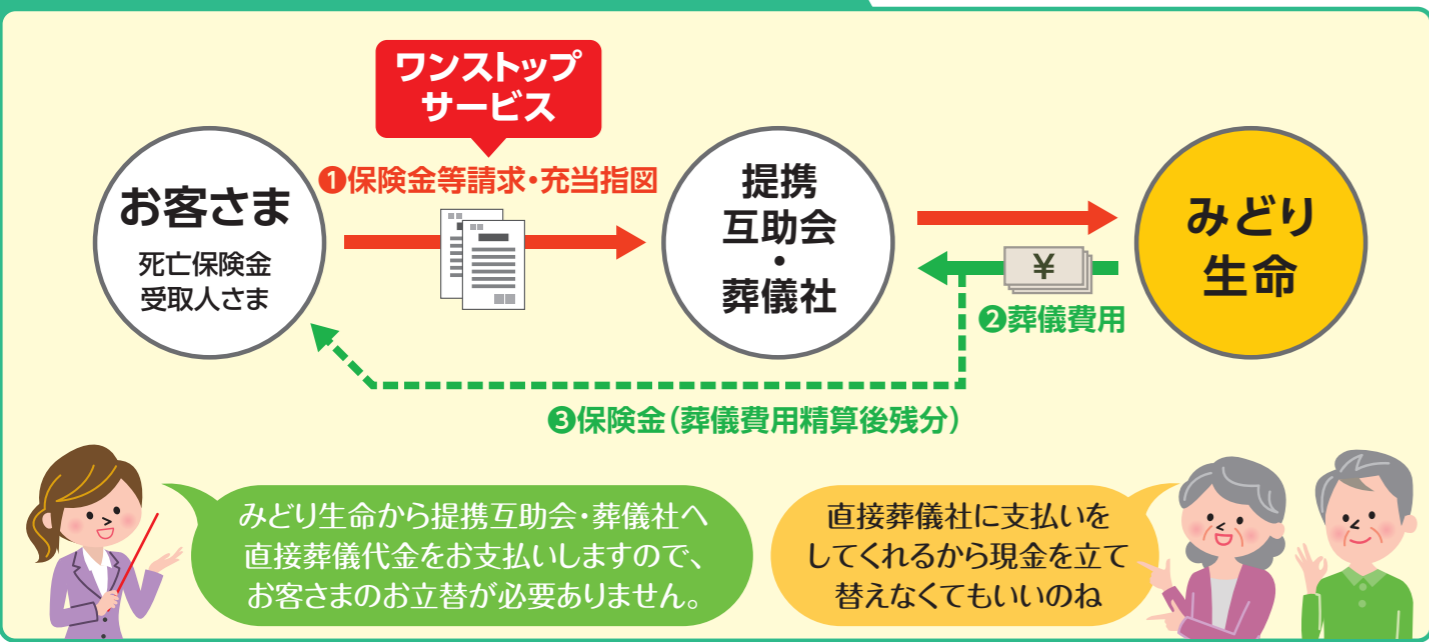 ワンストップ
サービス
❶保険金等請求・充当指図
お客さま
死亡保険金
受取人さま
提携
互助会
・
葬儀社
みどり
生命
¥
❷葬儀費用
❸保険金(葬儀費用精算後残分)
みどり生命から提携互助会・葬儀社へ
直接葬儀代金をお支払いしますので、
お客さまのお立替が必要ありません。
直接葬儀社に支払いを
してくれるから現金を立て
替えなくてもいいのね